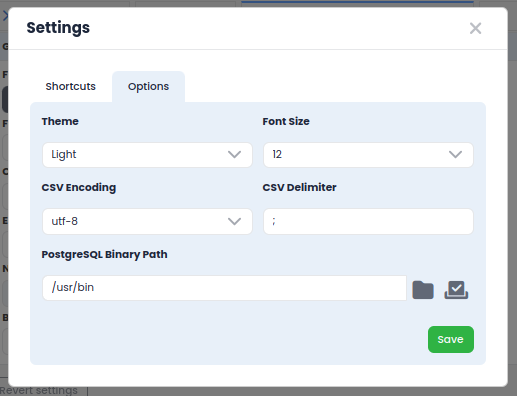 Settings
Shortcuts
Options
Theme
Font Size
Light
12
CSV Encoding
CSV Delimiter
utf-8
;
PostgreSQL Binary Path
/usr/bin
Save
Revert settings